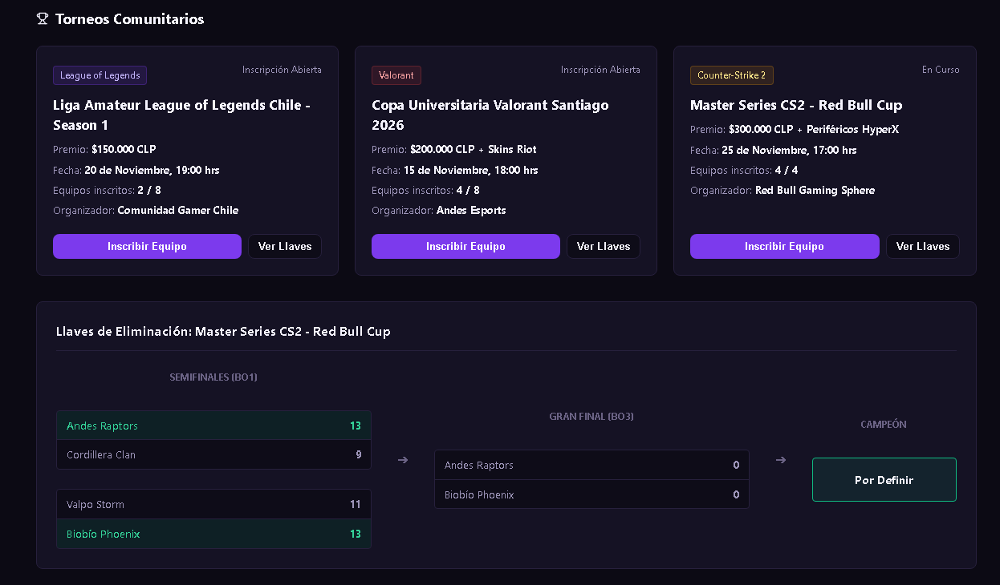 Torneos Comunitarios
League of Legends
Inscripción Abierta
Liga Amateur League of Legends Chile -
Season 1
Premio: $150.000 CLP
Fecha: 20 de Noviembre, 19:00 hrs
Equipos inscritos: 2 / 8
Organizador: Comunidad Gamer Chile
Inscribir Equipo
Ver Llaves
Valorant
Inscripción Abierta
Copa Universitaria Valorant Santiago
2026
Premio: $200.000 CLP + Skins Riot
Fecha: 15 de Noviembre, 18:00 hrs
Equipos inscritos: 4 / 8
Organizador: Andes Esports
Inscribir Equipo
Ver Llaves
Counter-Strike 2
En Curso
Master Series CS2 - Red Bull Cup
Premio: $300.000 CLP + Periféricos HyperX
Fecha: 25 de Noviembre, 17:00 hrs
Equipos inscritos: 4 / 4
Organizador: Red Bull Gaming Sphere
Inscribir Equipo
Ver Llaves
Llaves de Eliminación: Master Series CS2 - Red Bull Cup
SEMIFINALES (BO1)
Andes Raptors 13
Cordillera Clan 9
Valpo Storm 11
Biobío Phoenix 13
→
GRAN FINAL (BO3)
Andes Raptors 0
Biobío Phoenix 0
→
CAMPEÓN
Por Definir